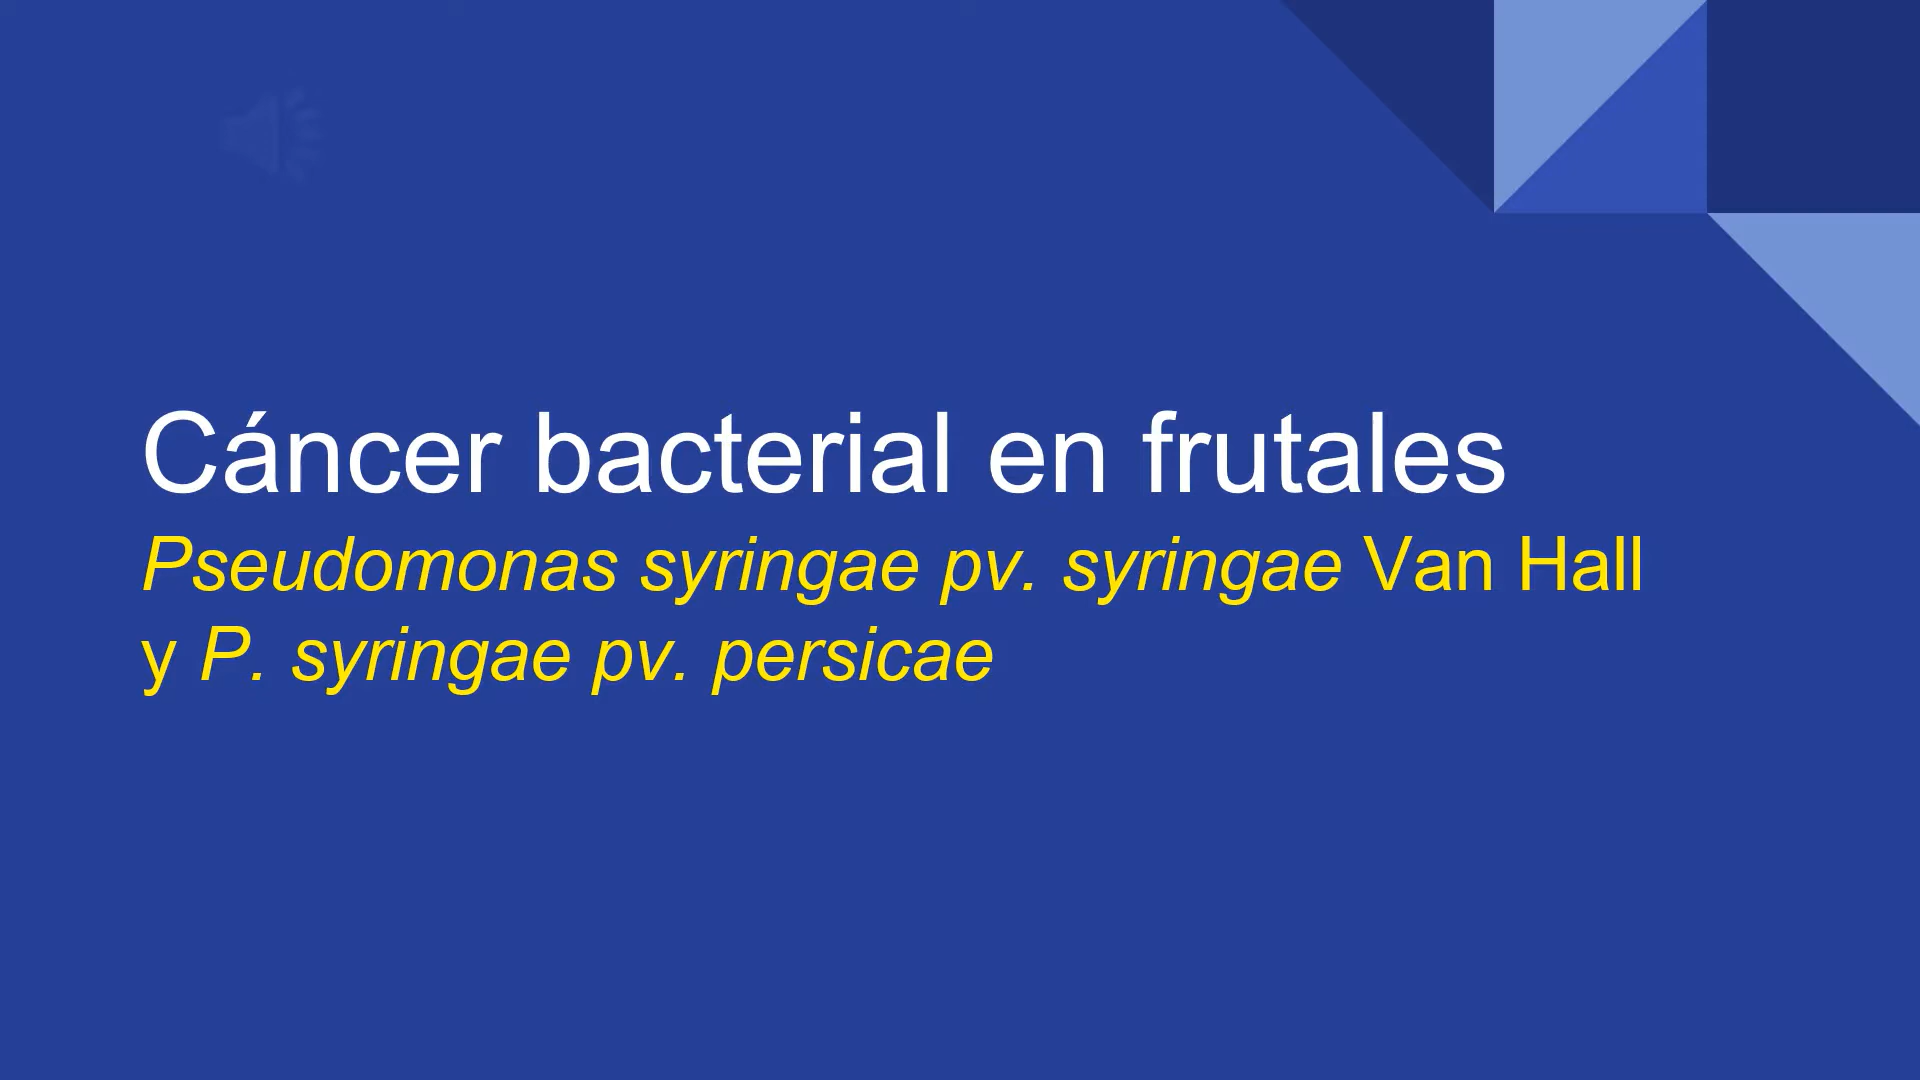 Cáncer bacterial en frutales
Pseudomonas syringae pv. syringae Van Hall
y P. syringae pv. persicae